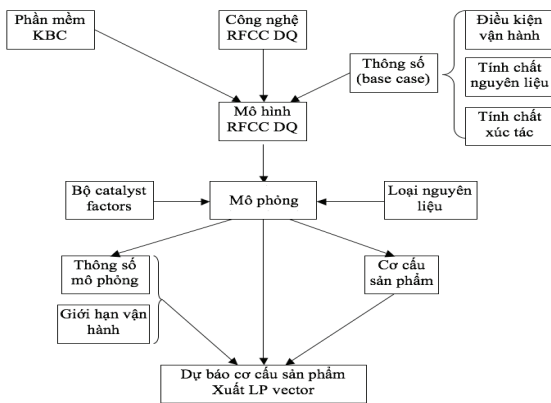 Phần mềm
KBC
Công nghệ
RFCC DQ
Thông số
(base case)
Điều kiện
vận hành
Tính chất
nguyên liệu
Tính chất
xúc tác
Mô hình
RFCC DQ
Bộ catalyst
factors
Mô phỏng
Loại nguyên
liệu
Thông số
mô phỏng
Giới hạn vận
hành
Cơ cấu
sản phẩm
Dự báo cơ cấu sản phẩm
Xuất LP vector